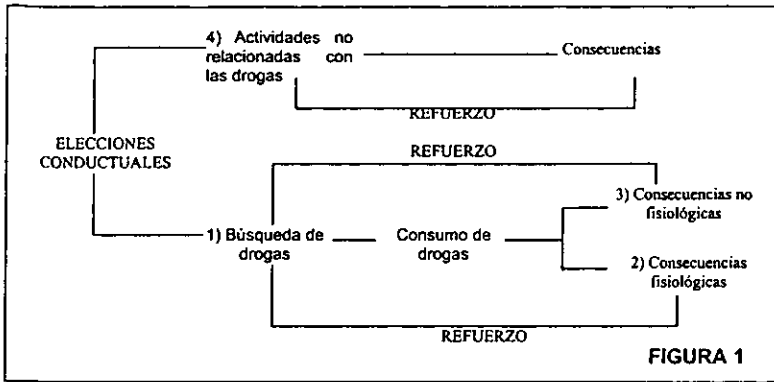 4) Actividades no
relacionadas con
las drogas
Consecuencias
REFUERZO
ELECCIONES
CONDUCTUALES
REFUERZO
3) Consecuencias no
fisiológicas
1) Búsqueda de
drogas
Consumo de
drogas
2) Consecuencias
fisiológicas
REFUERZO
FIGURA 1